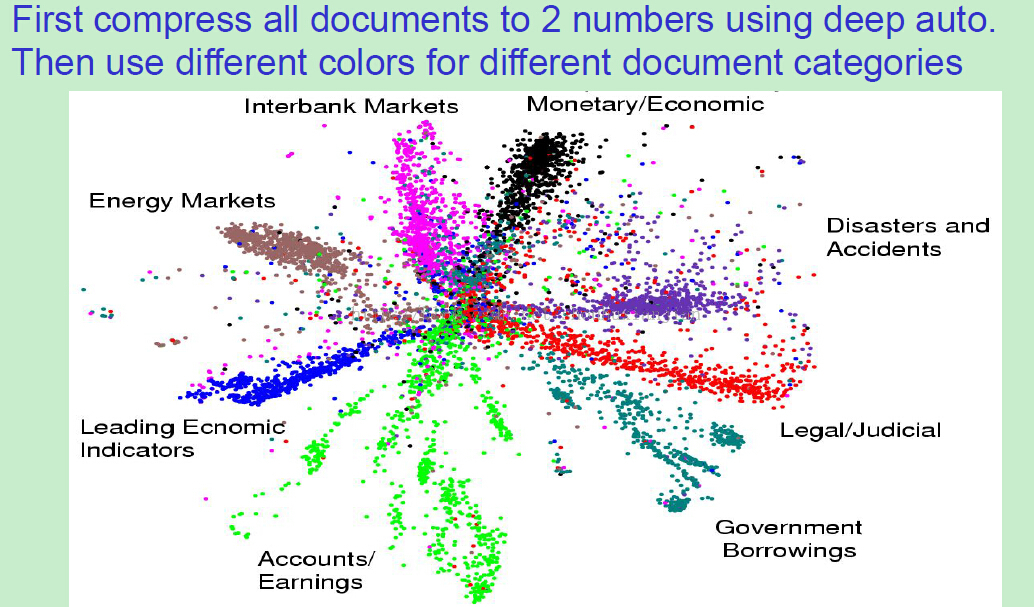 First compress all documents to 2 numbers using deep auto.
Then use different colors for different document categories
Interbank Markets
Monetary/Economic
Energy Markets
Disasters and
Accidents
Leading Ecnomic
Indicators
Legal/Judicial
Government
Borrowings
Accounts/
Earnings